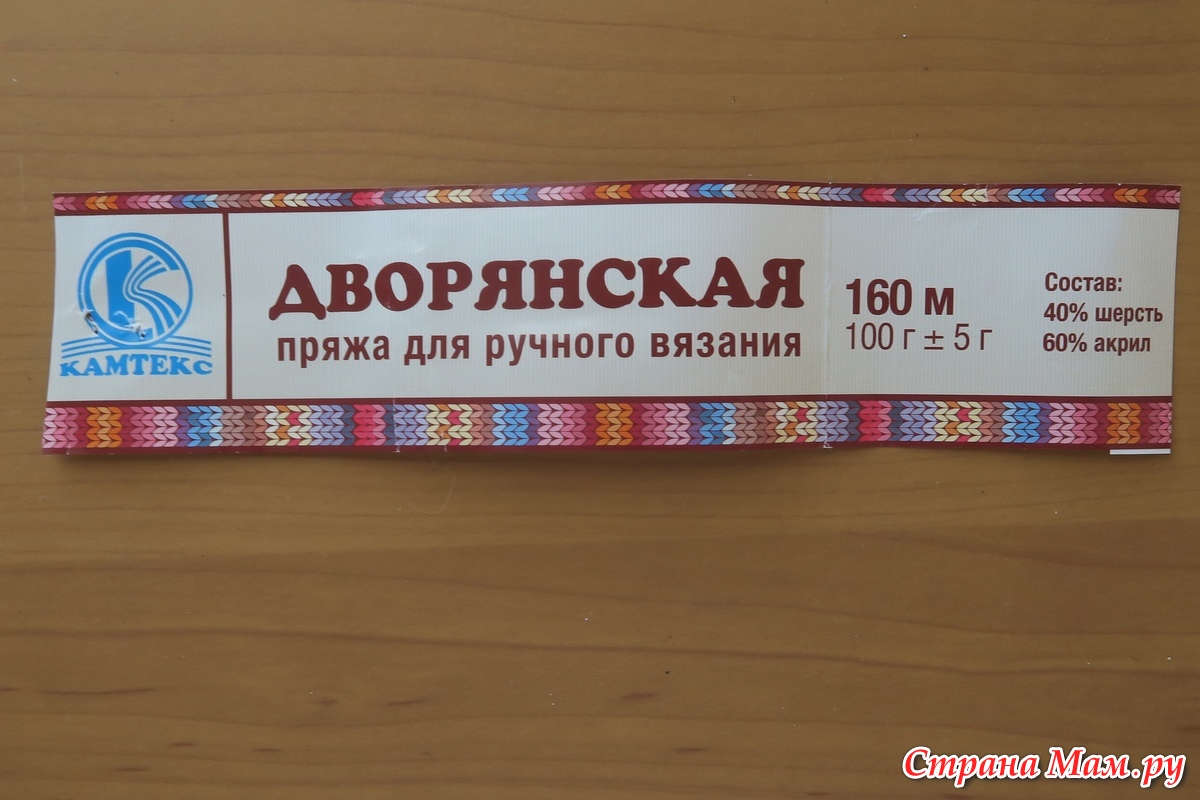 КАМТЕКС
ДВОРЯНСКАЯ
пряжа для ручного вязания
160 м
100 г ± 5 г
Состав:
40% шерсть
60% акрил
Страна Мам.ру